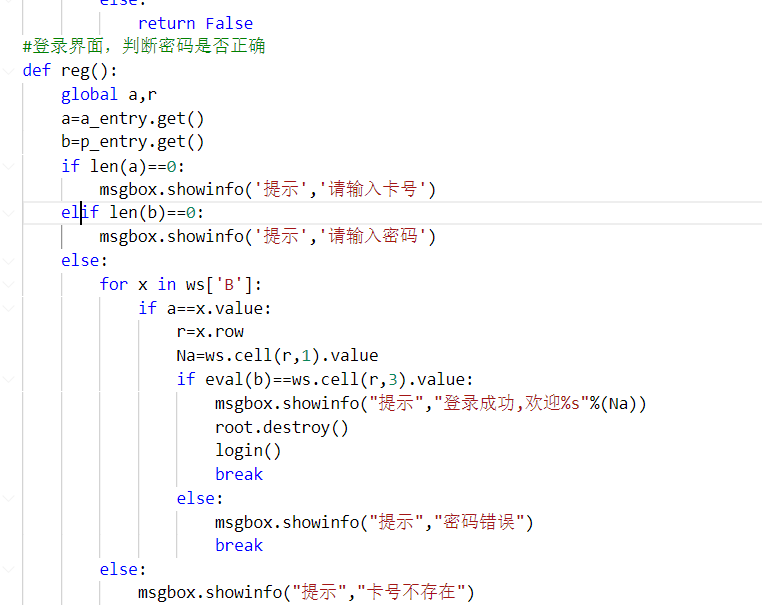 else:
return False
#登录界面，判断密码是否正确
def reg():
global a,r
a=a_entry.get()
b=p_entry.get()
if len(a)==0:
msgbox.showinfo('提示','请输入卡号')
elif len(b)==0:
msgbox.showinfo('提示','请输入密码')
else:
for x in ws['B']:
if a==x.value:
r=x.row
Na=ws.cell(r,1).value
if eval(b)==ws.cell(r,3).value:
msgbox.showinfo("提示","登录成功,欢迎%s"%(Na))
root.destroy()
login()
break
else:
msgbox.showinfo("提示","密码错误")
break
else:
msgbox.showinfo("提示","卡号不存在")